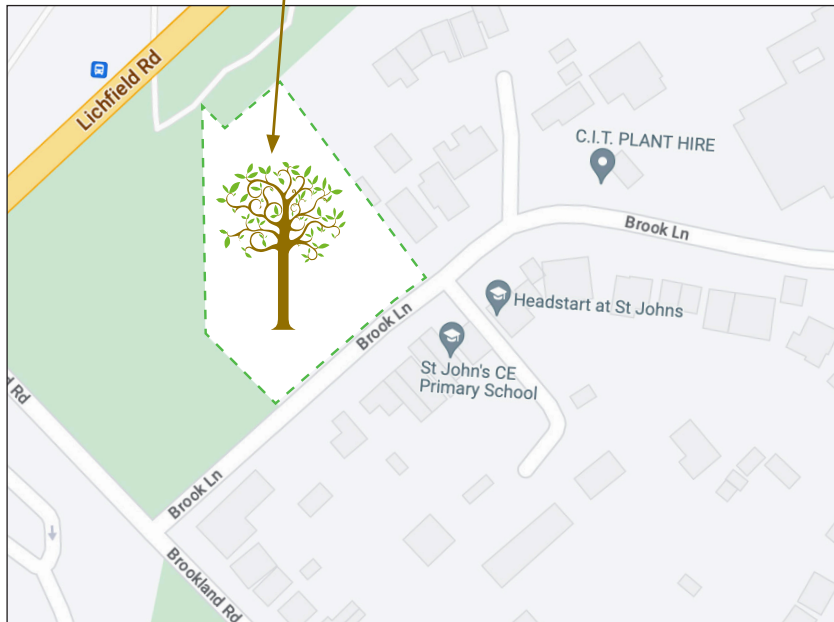 Lichfield Rd
C.I.T. PLANT HIRE
Brook Ln
Headstart at St Johns
Brook Ln
St John's CE
Primary School
d Rd
Brook Ln
Brookland Rd